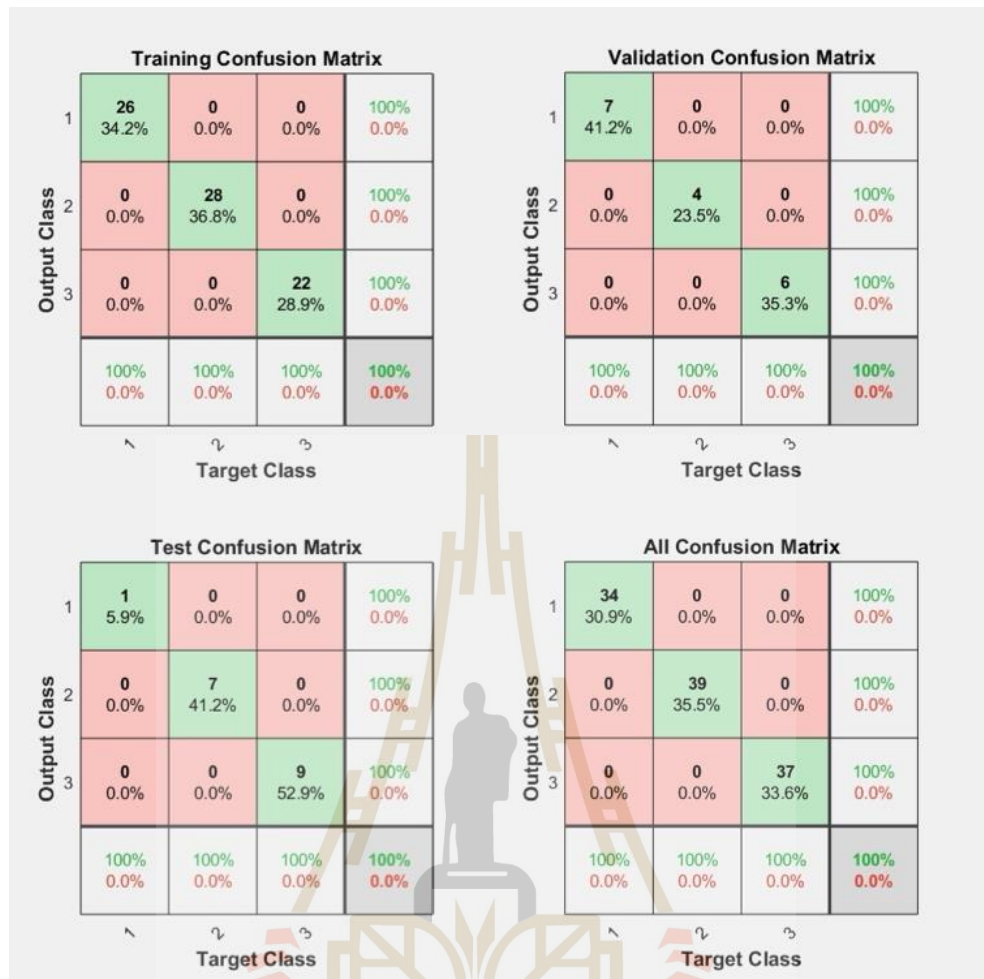 Training Confusion Matrix
26 0 0 100%
34.2% 0.0% 0.0% 0.0%
0 28 0 100%
0.0% 36.8% 0.0% 0.0%
0 0 22 100%
0.0% 0.0% 28.9% 0.0%
100% 100% 100% 100%
0.0% 0.0% 0.0% 0.0%
1
2
3
Output Class
1 2 3
Target Class
Validation Confusion Matrix
7 0 0 100%
41.2% 0.0% 0.0% 0.0%
0 4 0 100%
0.0% 23.5% 0.0% 0.0%
0 0 6 100%
0.0% 0.0% 35.3% 0.0%
100% 100% 100% 100%
0.0% 0.0% 0.0% 0.0%
1
2
3
Output Class
1 2 3
Target Class
Test Confusion Matrix
1 0 0 100%
5.9% 0.0% 0.0% 0.0%
0 7 0 100%
0.0% 41.2% 0.0% 0.0%
0 0 9 100%
0.0% 0.0% 52.9% 0.0%
100% 100% 100% 100%
0.0% 0.0% 0.0% 0.0%
1
2
3
Output Class
1 2 3
Target Class
All Confusion Matrix
34 0 0 100%
30.9% 0.0% 0.0% 0.0%
0 39 0 100%
0.0% 35.5% 0.0% 0.0%
0 0 37 100%
0.0% 0.0% 33.6% 0.0%
100% 100% 100% 100%
0.0% 0.0% 0.0% 0.0%
1
2
3
Output Class
1 2 3
Target Class